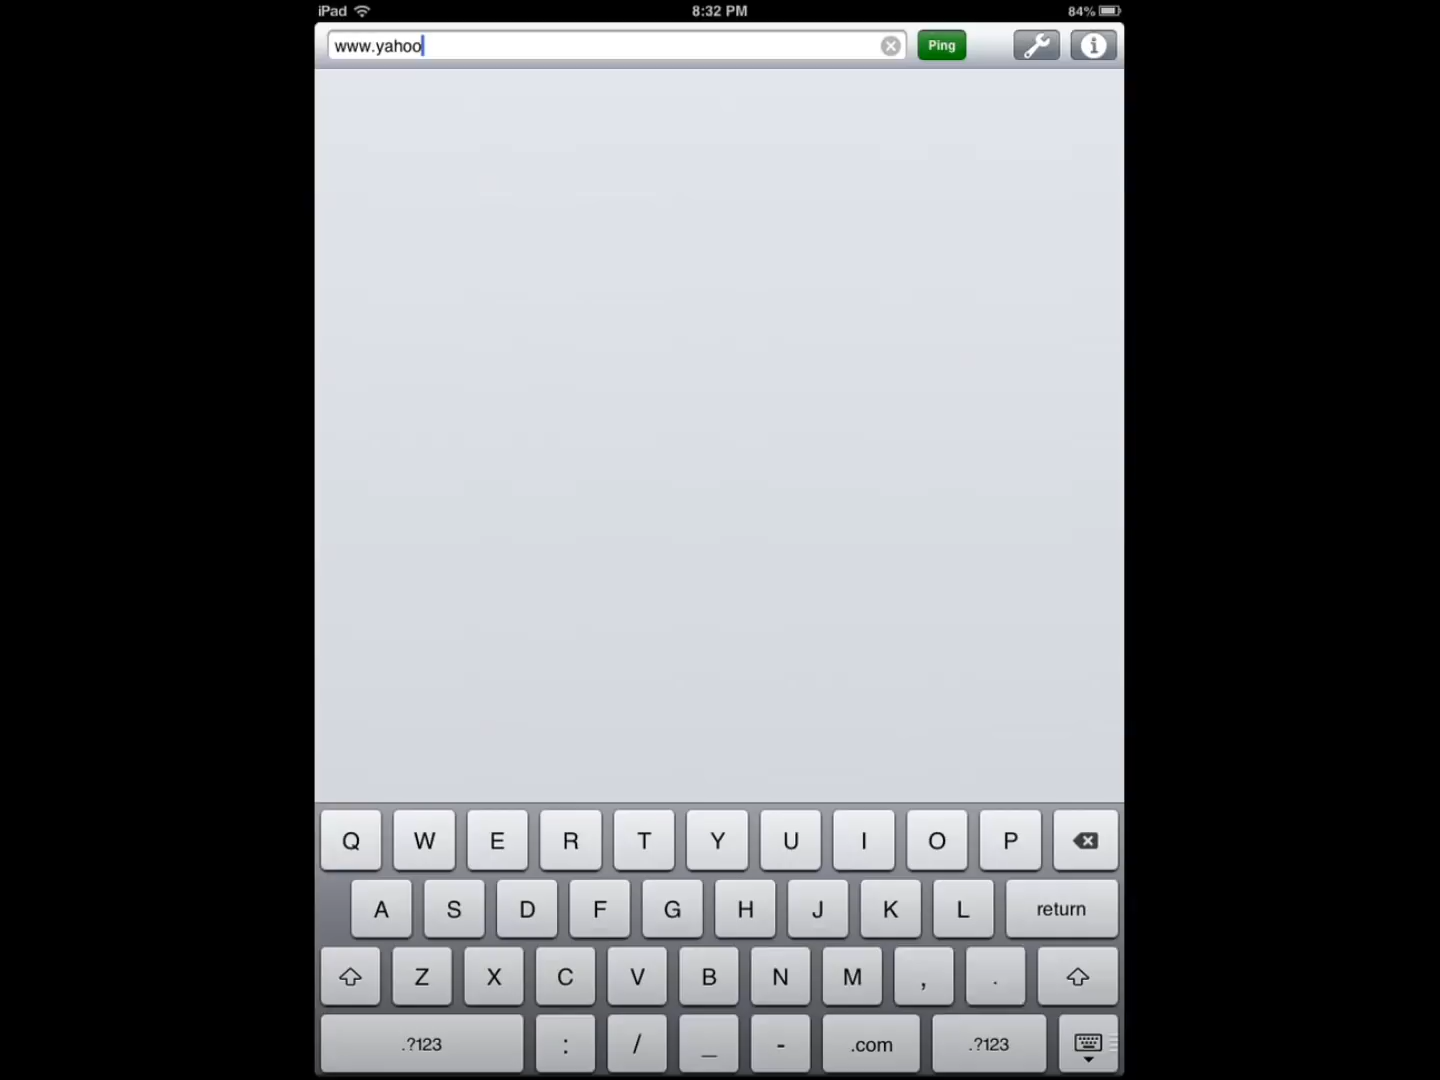 iPad 8:32 PM 84%
www.yahoo Ping
Q W E R T Y U I O P
A S D F G H J K L return
Z X C V B N M , .
.?123 : / _ - .com .?123